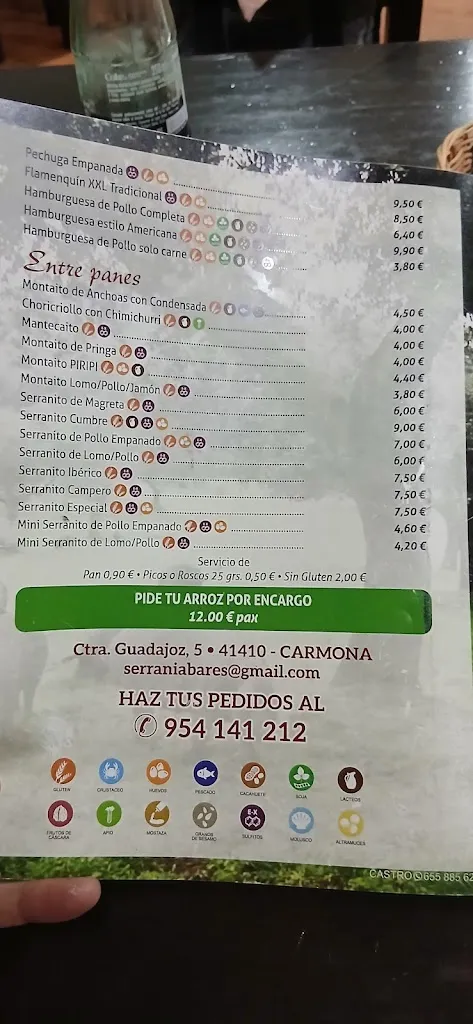 Pechuga Empanada 9,50 €
Flamenquín XXL Tradicional 8,50 €
Hamburguesa de Pollo Completa 6,40 €
Hamburguesa estilo Americana 9,90 €
Hamburguesa de Pollo solo carne 3,80 €
Entre panes
Montaito de Anchoas con Condensada 4,50 €
Choricriollo con Chimichurri 4,00 €
Mantecaito 4,00 €
Montaito de Pringa 4,00 €
Montaito PIRIPI 4,40 €
Montaito Lomo/Pollo/Jamón 3,80 €
Serranito de Magreta 6,00 €
Serranito Cumbre 9,00 €
Serranito de Pollo Empanado 7,00 €
Serranito de Lomo/Pollo 6,00 €
Serranito Ibérico 7,50 €
Serranito Campero 7,50 €
Serranito Especial 7,50 €
Mini Serranito de Pollo Empanado 4,60 €
Mini Serranito de Lomo/Pollo 4,20 €
Servicio de
Pan 0,90 € • Picos o Roscos 25 grs. 0,50 € • Sin Gluten 2,00 €
PIDE TU ARROZ POR ENCARGO
12.00 € pax
Ctra. Guadajoz, 5 • 41410 - CARMONA
serraniabares@gmail.com
HAZ TUS PEDIDOS AL
954 141 212
GLUTEN CRUSTACEO HUEVOS PESCADO CACAHUETE SOJA LACTEOS
FRUTOS DE CASCARA APIO MOSTAZA GRANOS DE SESAMO E-X SULFITOS MOLUSCO ALTRAMUCES
CASTRO 655 885 62